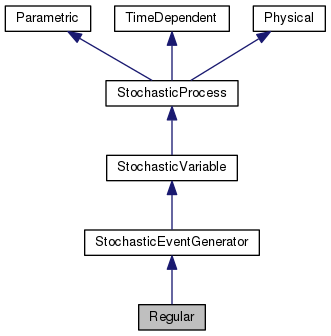 Parametric TimeDependent Physical
StochasticProcess
StochasticVariable
StochasticEventGenerator
Regular